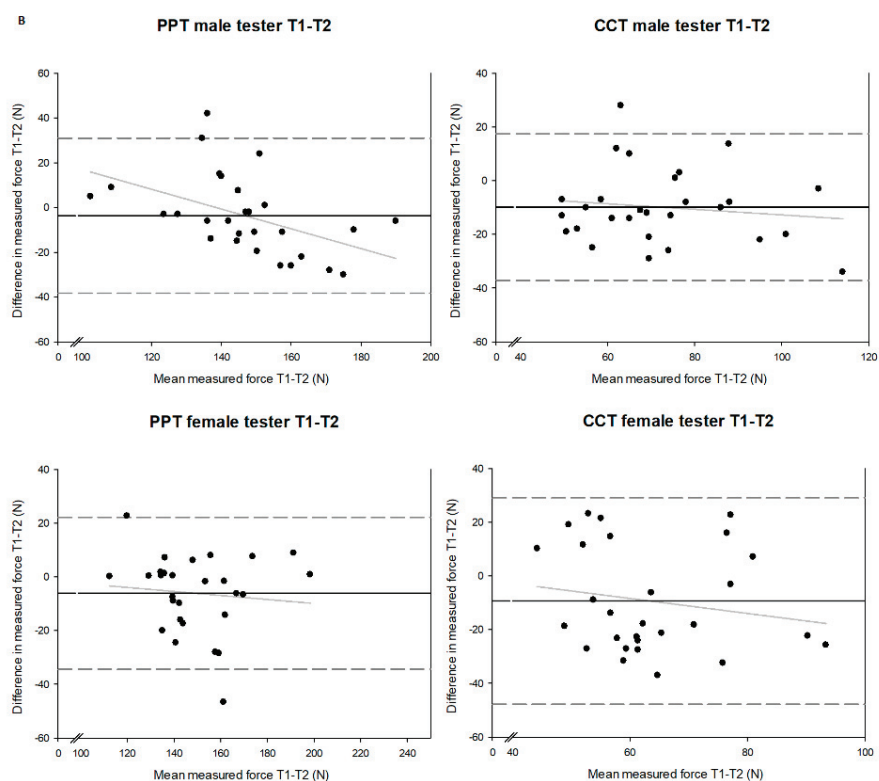 B
PPT male tester T1-T2
Difference in measured force T1-T2 (N)
60
40
20
0
-20
-40
-60
0 100 120 140 160 180 200
Mean measured force T1-T2 (N)
CCT male tester T1-T2
Difference in measured force T1-T2 (N)
40
20
0
-20
-40
-60
0 40 60 80 100 120
Mean measured force T1-T2 (N)
PPT female tester T1-T2
Difference in measured force T1-T2 (N)
40
20
0
-20
-40
-60
0 100 120 140 160 180 200 220 240
Mean measured force T1-T2 (N)
CCT female tester T1-T2
Difference in measured force T1-T2 (N)
40
20
0
-20
-40
-60
0 40 60 80 100
Mean measured force T1-T2 (N)